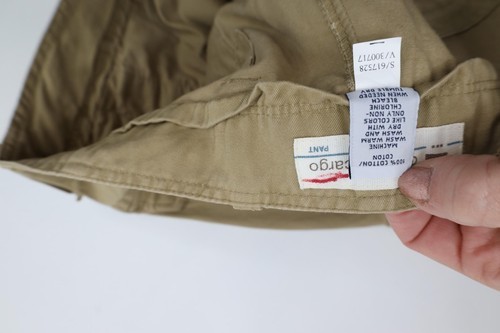 S/617528
V/300717
100% COTTON/
COTON
MACHINE
WASH WARM
WASH AND
DRY WITH
LIKE COLORS
ONLY NON-
CHLORINE
BLEACH
WHEN NEEDED
TUMBLE DRY
cargo
PANT